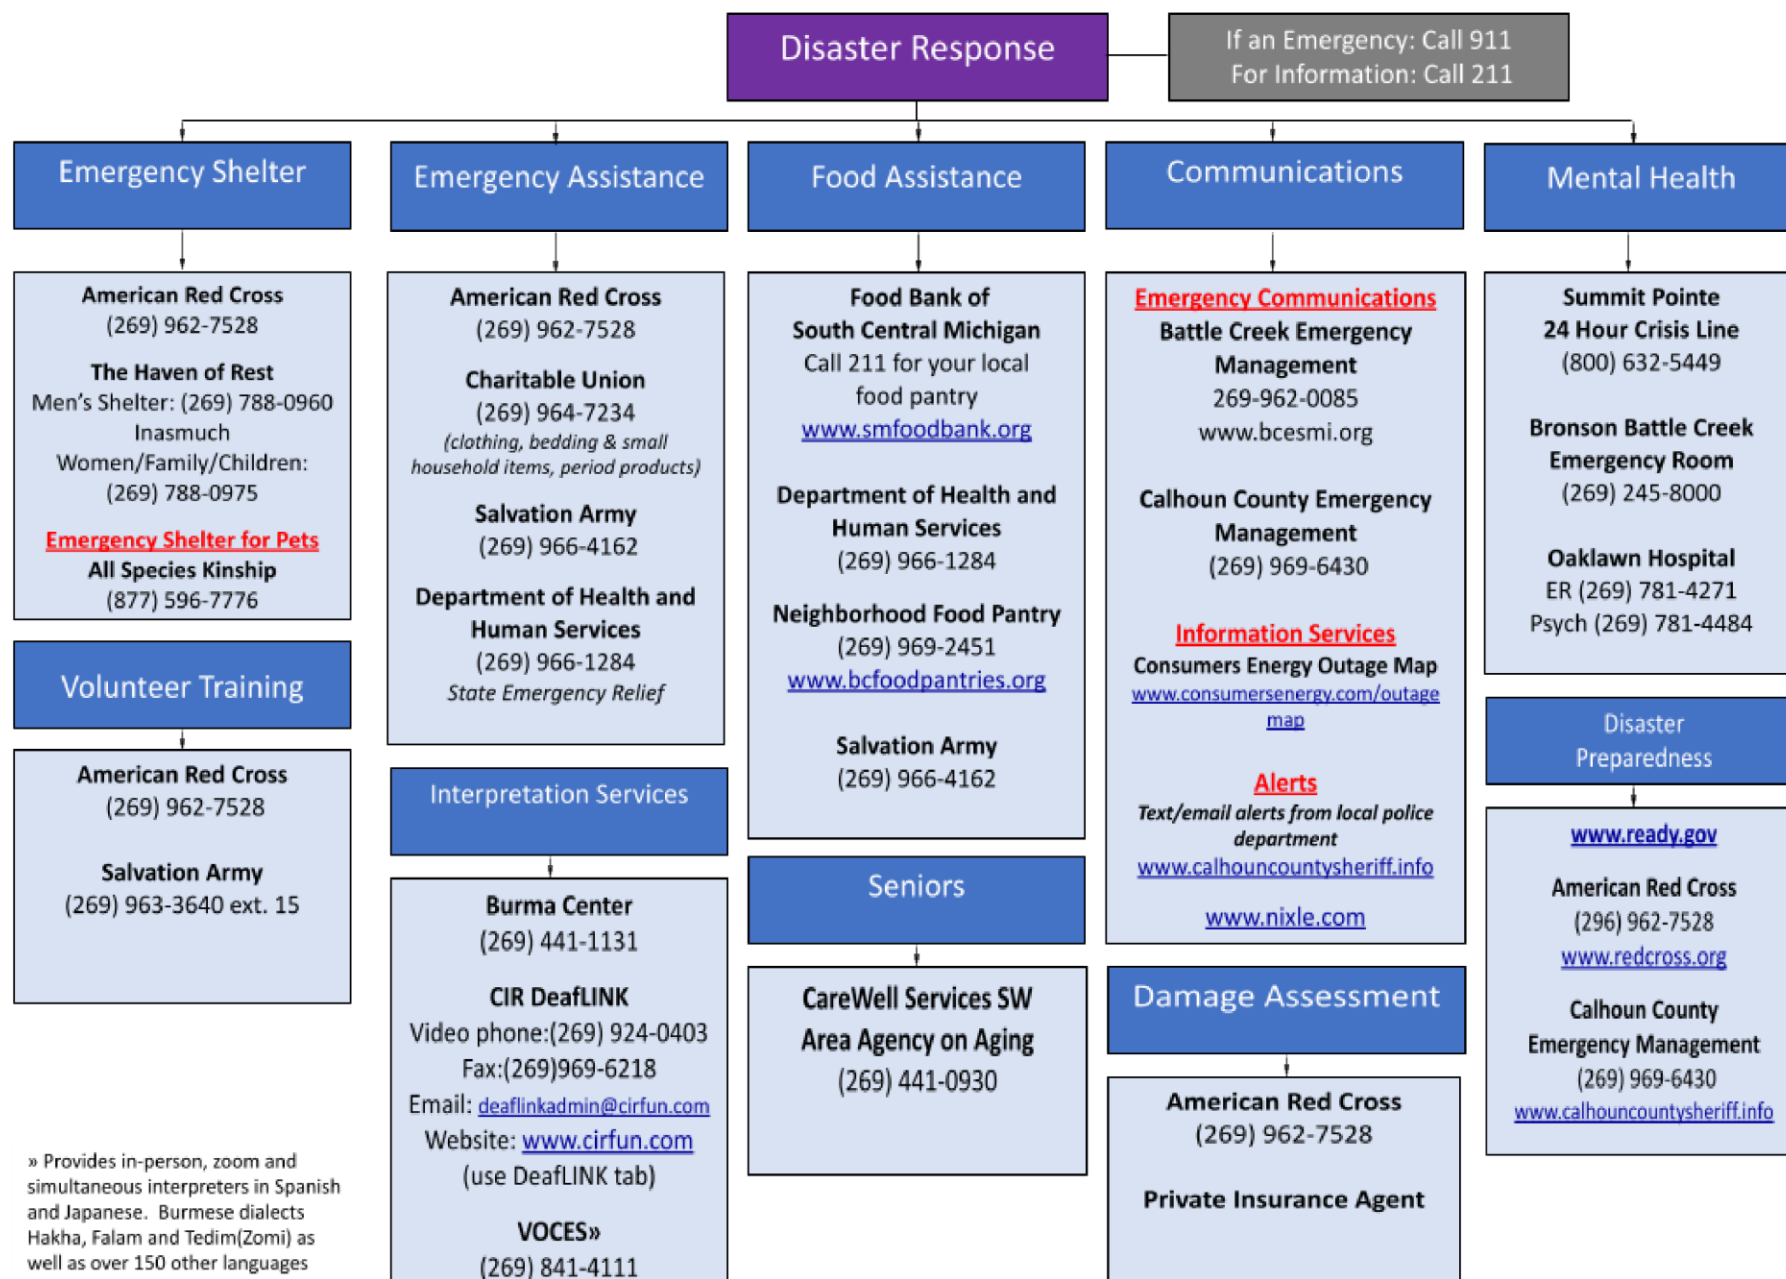 Disaster Response
If an Emergency: Call 911
For Information: Call 211
Emergency Shelter
American Red Cross
(269) 962-7528
The Haven of Rest
Men's Shelter: (269) 788-0960
Inasmuch
Women/Family/Children:
(269) 788-0975
Emergency Shelter for Pets
All Species Kinship
(877) 596-7776
Volunteer Training
American Red Cross
(269) 962-7528
Salvation Army
(269) 963-3640 ext. 15
» Provides in-person, zoom and
simultaneous interpreters in Spanish
and Japanese. Burmese dialects
Hakha, Falam and Tedim(Zomi) as
well as over 150 other languages
Emergency Assistance
American Red Cross
(269) 962-7528
Charitable Union
(269) 964-7234
(clothing, bedding & small
household items, period products)
Salvation Army
(269) 966-4162
Department of Health and
Human Services
(269) 966-1284
State Emergency Relief
Interpretation Services
Burma Center
(269) 441-1131
CIR DeafLINK
Video phone:(269) 924-0403
Fax:(269)969-6218
Email: deaflinkadmin@cirfun.com
Website: www.cirfun.com
(use DeafLINK tab)
VOCES»
(269) 841-4111
Food Assistance
Food Bank of
South Central Michigan
Call 211 for your local
food pantry
www.smfoodbank.org
Department of Health and
Human Services
(269) 966-1284
Neighborhood Food Pantry
(269) 969-2451
www.bcfoodpantries.org
Salvation Army
(269) 966-4162
Seniors
CareWell Services SW
Area Agency on Aging
(269) 441-0930
Communications
Emergency Communications
Battle Creek Emergency
Management
269-962-0085
www.bcesmi.org
Calhoun County Emergency
Management
(269) 969-6430
Information Services
Consumers Energy Outage Map
www.consumersenergy.com/outage
map
Alerts
Text/email alerts from local police
department
www.calhouncountysheriff.info
www.nixle.com
Damage Assessment
American Red Cross
(269) 962-7528
Private Insurance Agent
Mental Health
Summit Pointe
24 Hour Crisis Line
(800) 632-5449
Bronson Battle Creek
Emergency Room
(269) 245-8000
Oaklawn Hospital
ER (269) 781-4271
Psych (269) 781-4484
Disaster
Preparedness
www.ready.gov
American Red Cross
(296) 962-7528
www.redcross.org
Calhoun County
Emergency Management
(269) 969-6430
www.calhouncountysheriff.info